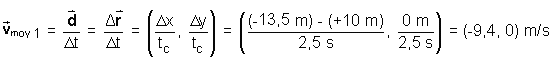 v⃗moy 1 = d⃗/Δt = Δr⃗/Δt = (Δx/tc, Δy/tc) = ((-13,5 m) - (+10 m)/2,5 s, 0 m/2,5 s) = (-9,4, 0) m/s